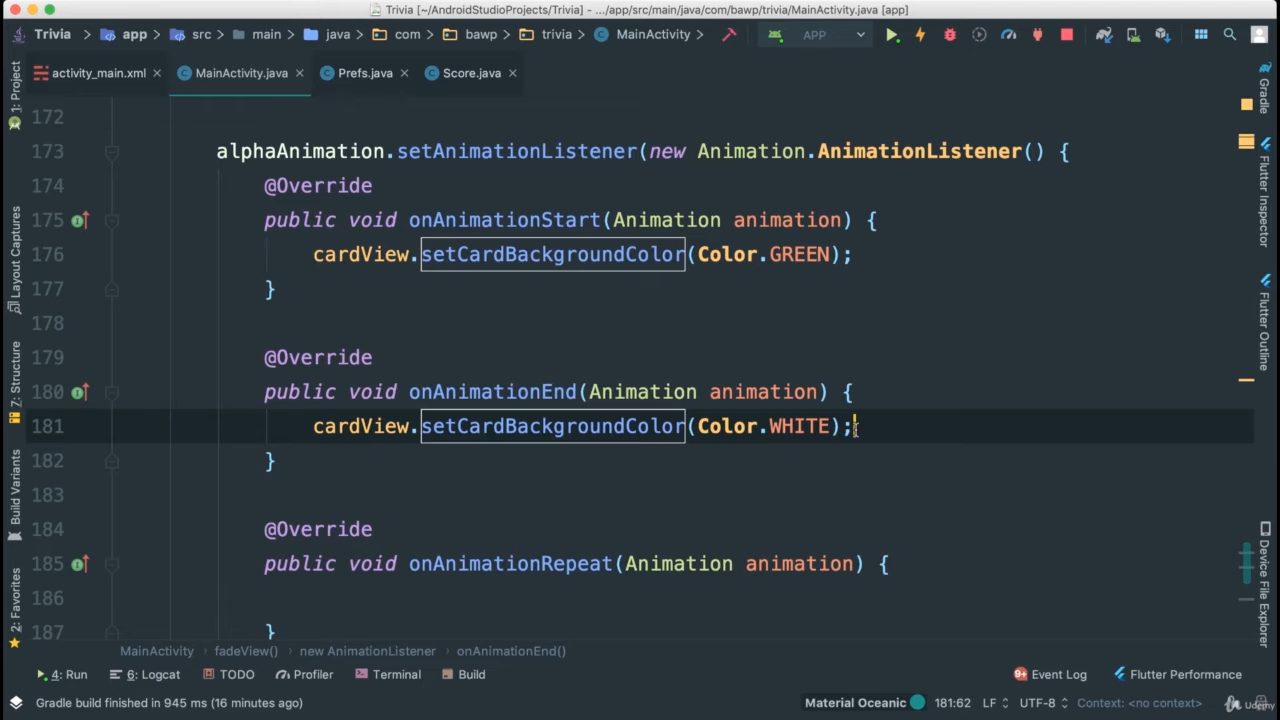 Trivia [~/AndroidStudioProjects/Trivia] - .../app/src/main/java/com/bawp/trivia/MainActivity.java [app]
Trivia app src main java com bawp trivia MainActivity APP
activity_main.xml MainActivity.java Prefs.java Score.java
1: Project
Layout Captures
7: Structure
Build Variants
2: Favorites
172
173 alphaAnimation.setAnimationListener(new Animation.AnimationListener() {
174 @Override
175 public void onAnimationStart(Animation animation) {
176 cardView.setCardBackgroundColor(Color.GREEN);
177 }
178
179 @Override
180 public void onAnimationEnd(Animation animation) {
181 cardView.setCardBackgroundColor(Color.WHITE);
182 }
183
184 @Override
185 public void onAnimationRepeat(Animation animation) {
186
187 }
Gradle
Flutter Inspector
Flutter Outline
Device File Explorer
MainActivity fadeView() new AnimationListener onAnimationEnd()
4: Run 6: Logcat TODO Profiler Terminal Build 9+ Event Log Flutter Performance
Gradle build finished in 945 ms (16 minutes ago) Material Oceanic 181:62 LF UTF-8 Context: <no context> Udemy